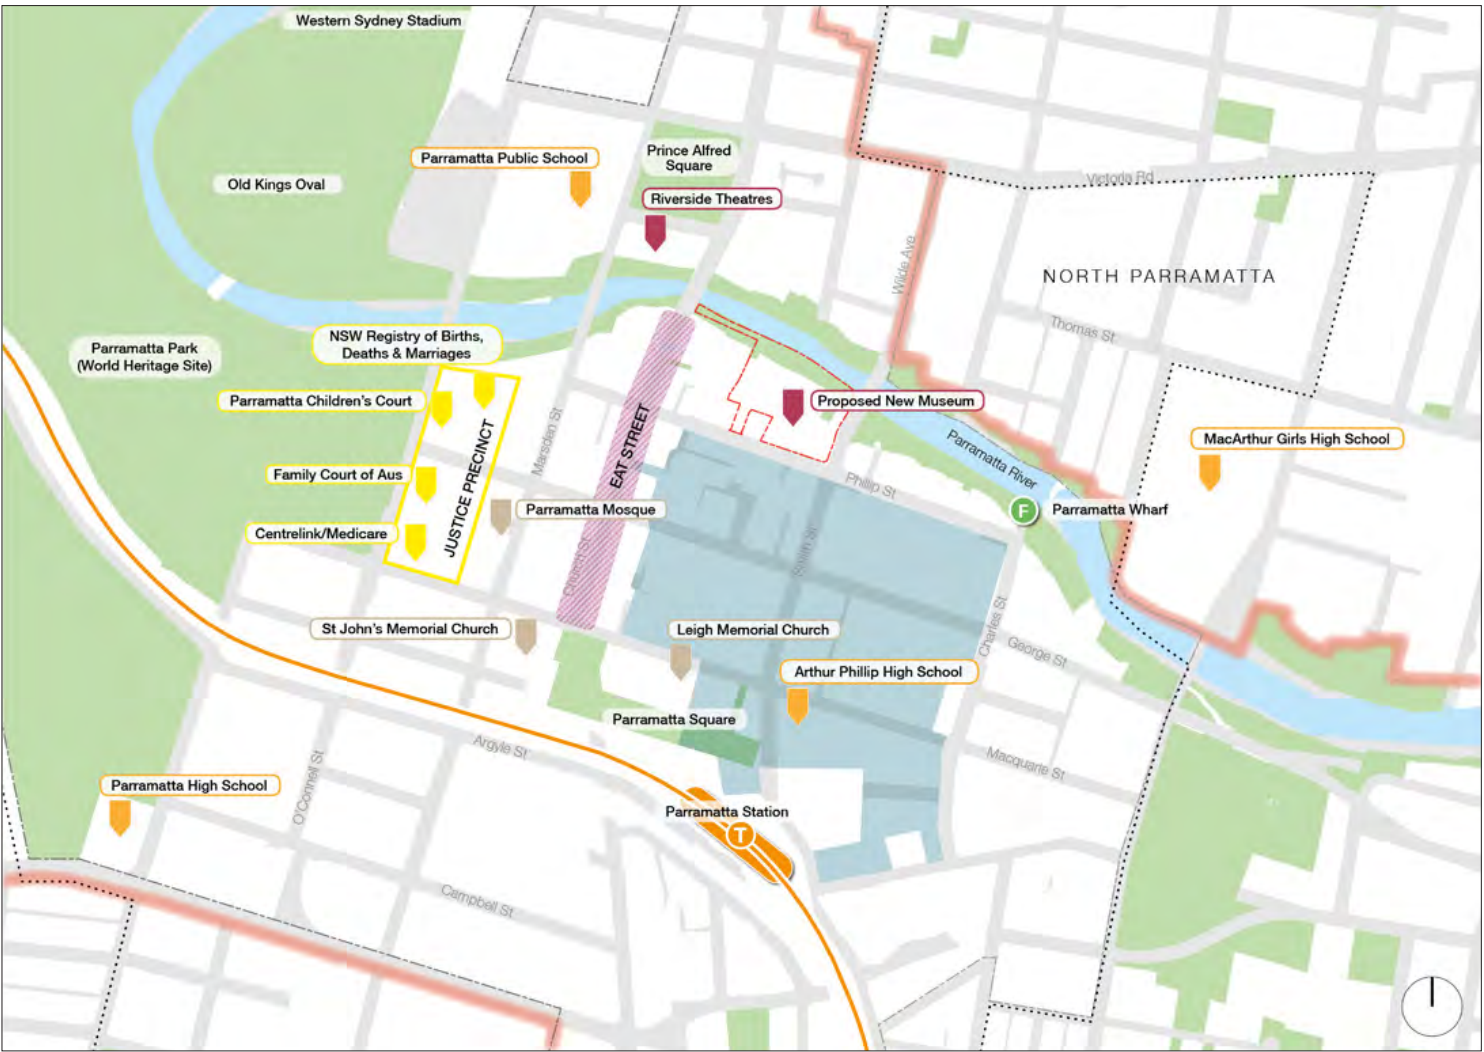 Western Sydney Stadium
Parramatta Public School
Prince Alfred
Square
Old Kings Oval
Riverside Theatres
Victoria Rd
Wilde Ave
NORTH PARRAMATTA
Thomas St
NSW Registry of Births,
Deaths & Marriages
Parramatta Park
(World Heritage Site)
Parramatta Children's Court
Proposed New Museum
JUSTICE PRECINCT
Marsden St
EAT STREET
Parramatta River
MacArthur Girls High School
Family Court of Aus
Phillip St
Parramatta Mosque
F
Parramatta Wharf
Centrelink/Medicare
Church St
Smith St
St John's Memorial Church
Leigh Memorial Church
Charles St
George St
Arthur Phillip High School
Parramatta Square
Argyle St
Macquarie St
O'Connell St
Parramatta High School
Parramatta Station
T
Campbell St